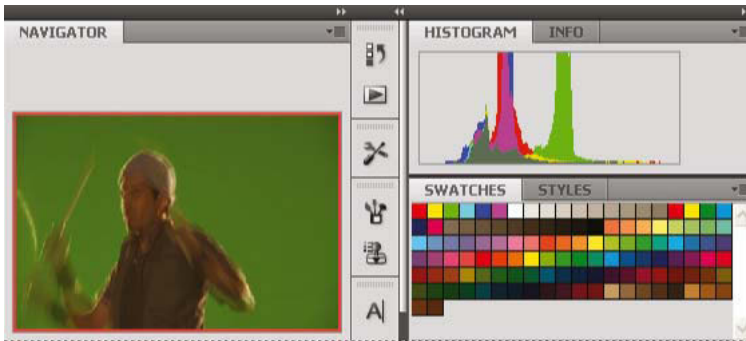 NAVIGATOR
HISTOGRAM
INFO
SWATCHES
STYLES
A